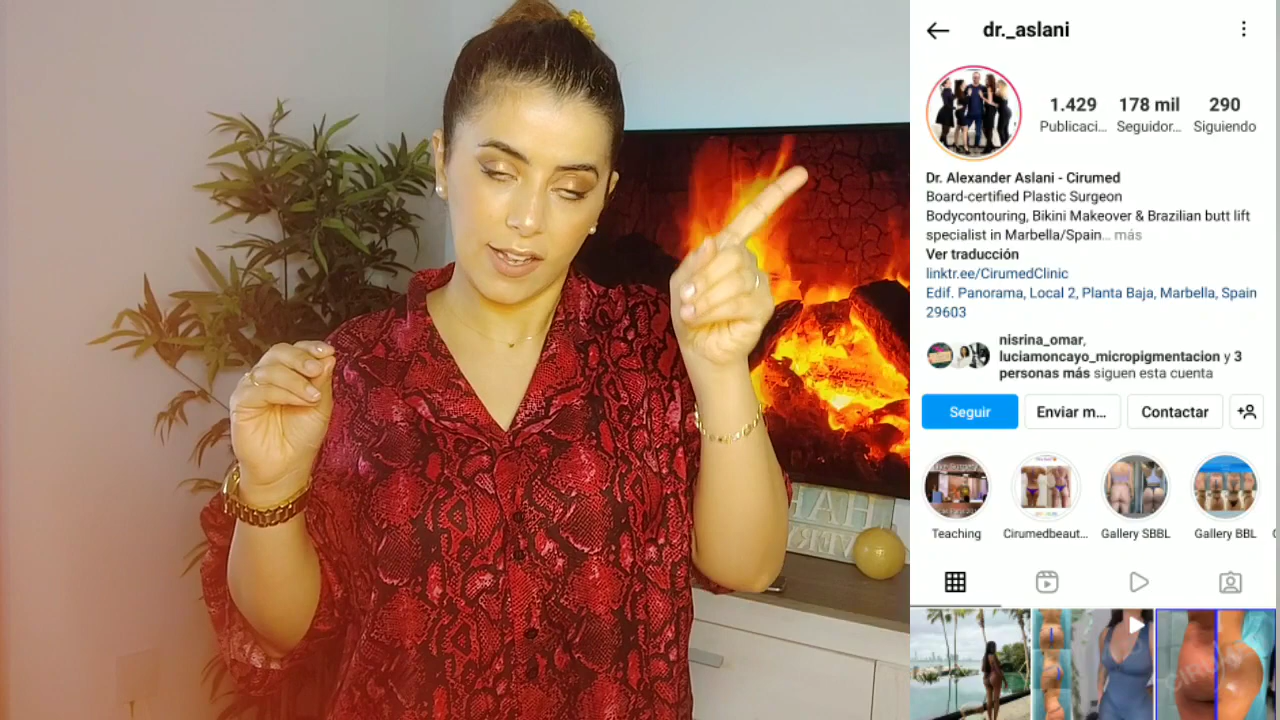 dr._aslani
1.429 178 mil 290
Publicaci... Seguidor... Siguiendo
Dr. Alexander Aslani - Cirumed
Board-certified Plastic Surgeon
Bodycontouring, Bikini Makeover & Brazilian butt lift
specialist in Marbella/Spain... más
Ver traducción
linktr.ee/CirumedClinic
Edif. Panorama, Local 2, Planta Baja, Marbella, Spain
29603
nisrina_omar,
luciamoncayo_micropigmentacion y 3
personas más siguen esta cuenta
Seguir Enviar m... Contactar
Teaching Cirumedbeaut... Gallery SBBL Gallery BBL